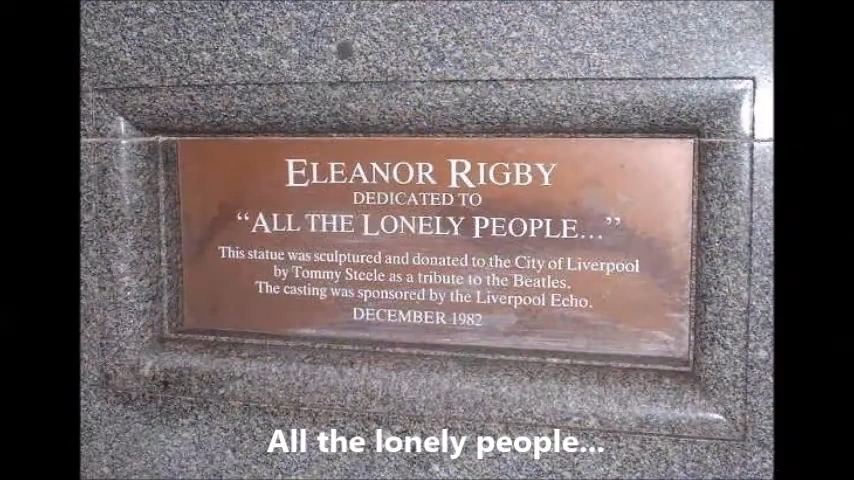 ELEANOR RIGBY
DEDICATED TO
“ALL THE LONELY PEOPLE...”
This statue was sculptured and donated to the City of Liverpool
by Tommy Steele as a tribute to the Beatles.
The casting was sponsored by the Liverpool Echo.
DECEMBER 1982
All the lonely people...